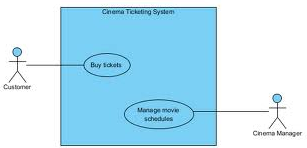 Cinema Ticketing System
Buy tickets
Customer
Manage movie
schedules
Cinema Manager